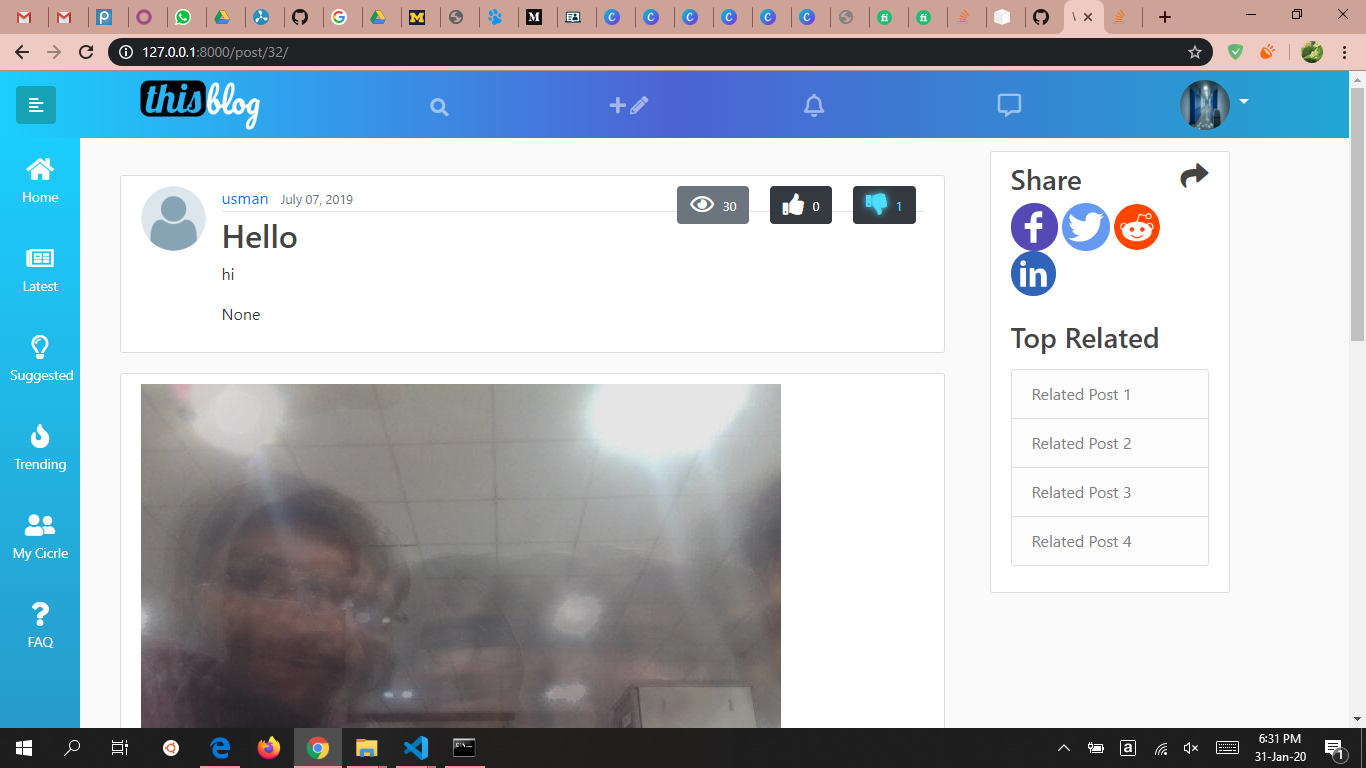 127.0.0.1:8000/post/32/
thisblog
Home
Latest
Suggested
Trending
My Cicrle
FAQ
usman July 07, 2019
30
0
1
Hello
hi
None
Share
Top Related
Related Post 1
Related Post 2
Related Post 3
Related Post 4
6:31 PM
31-Jan-20
1